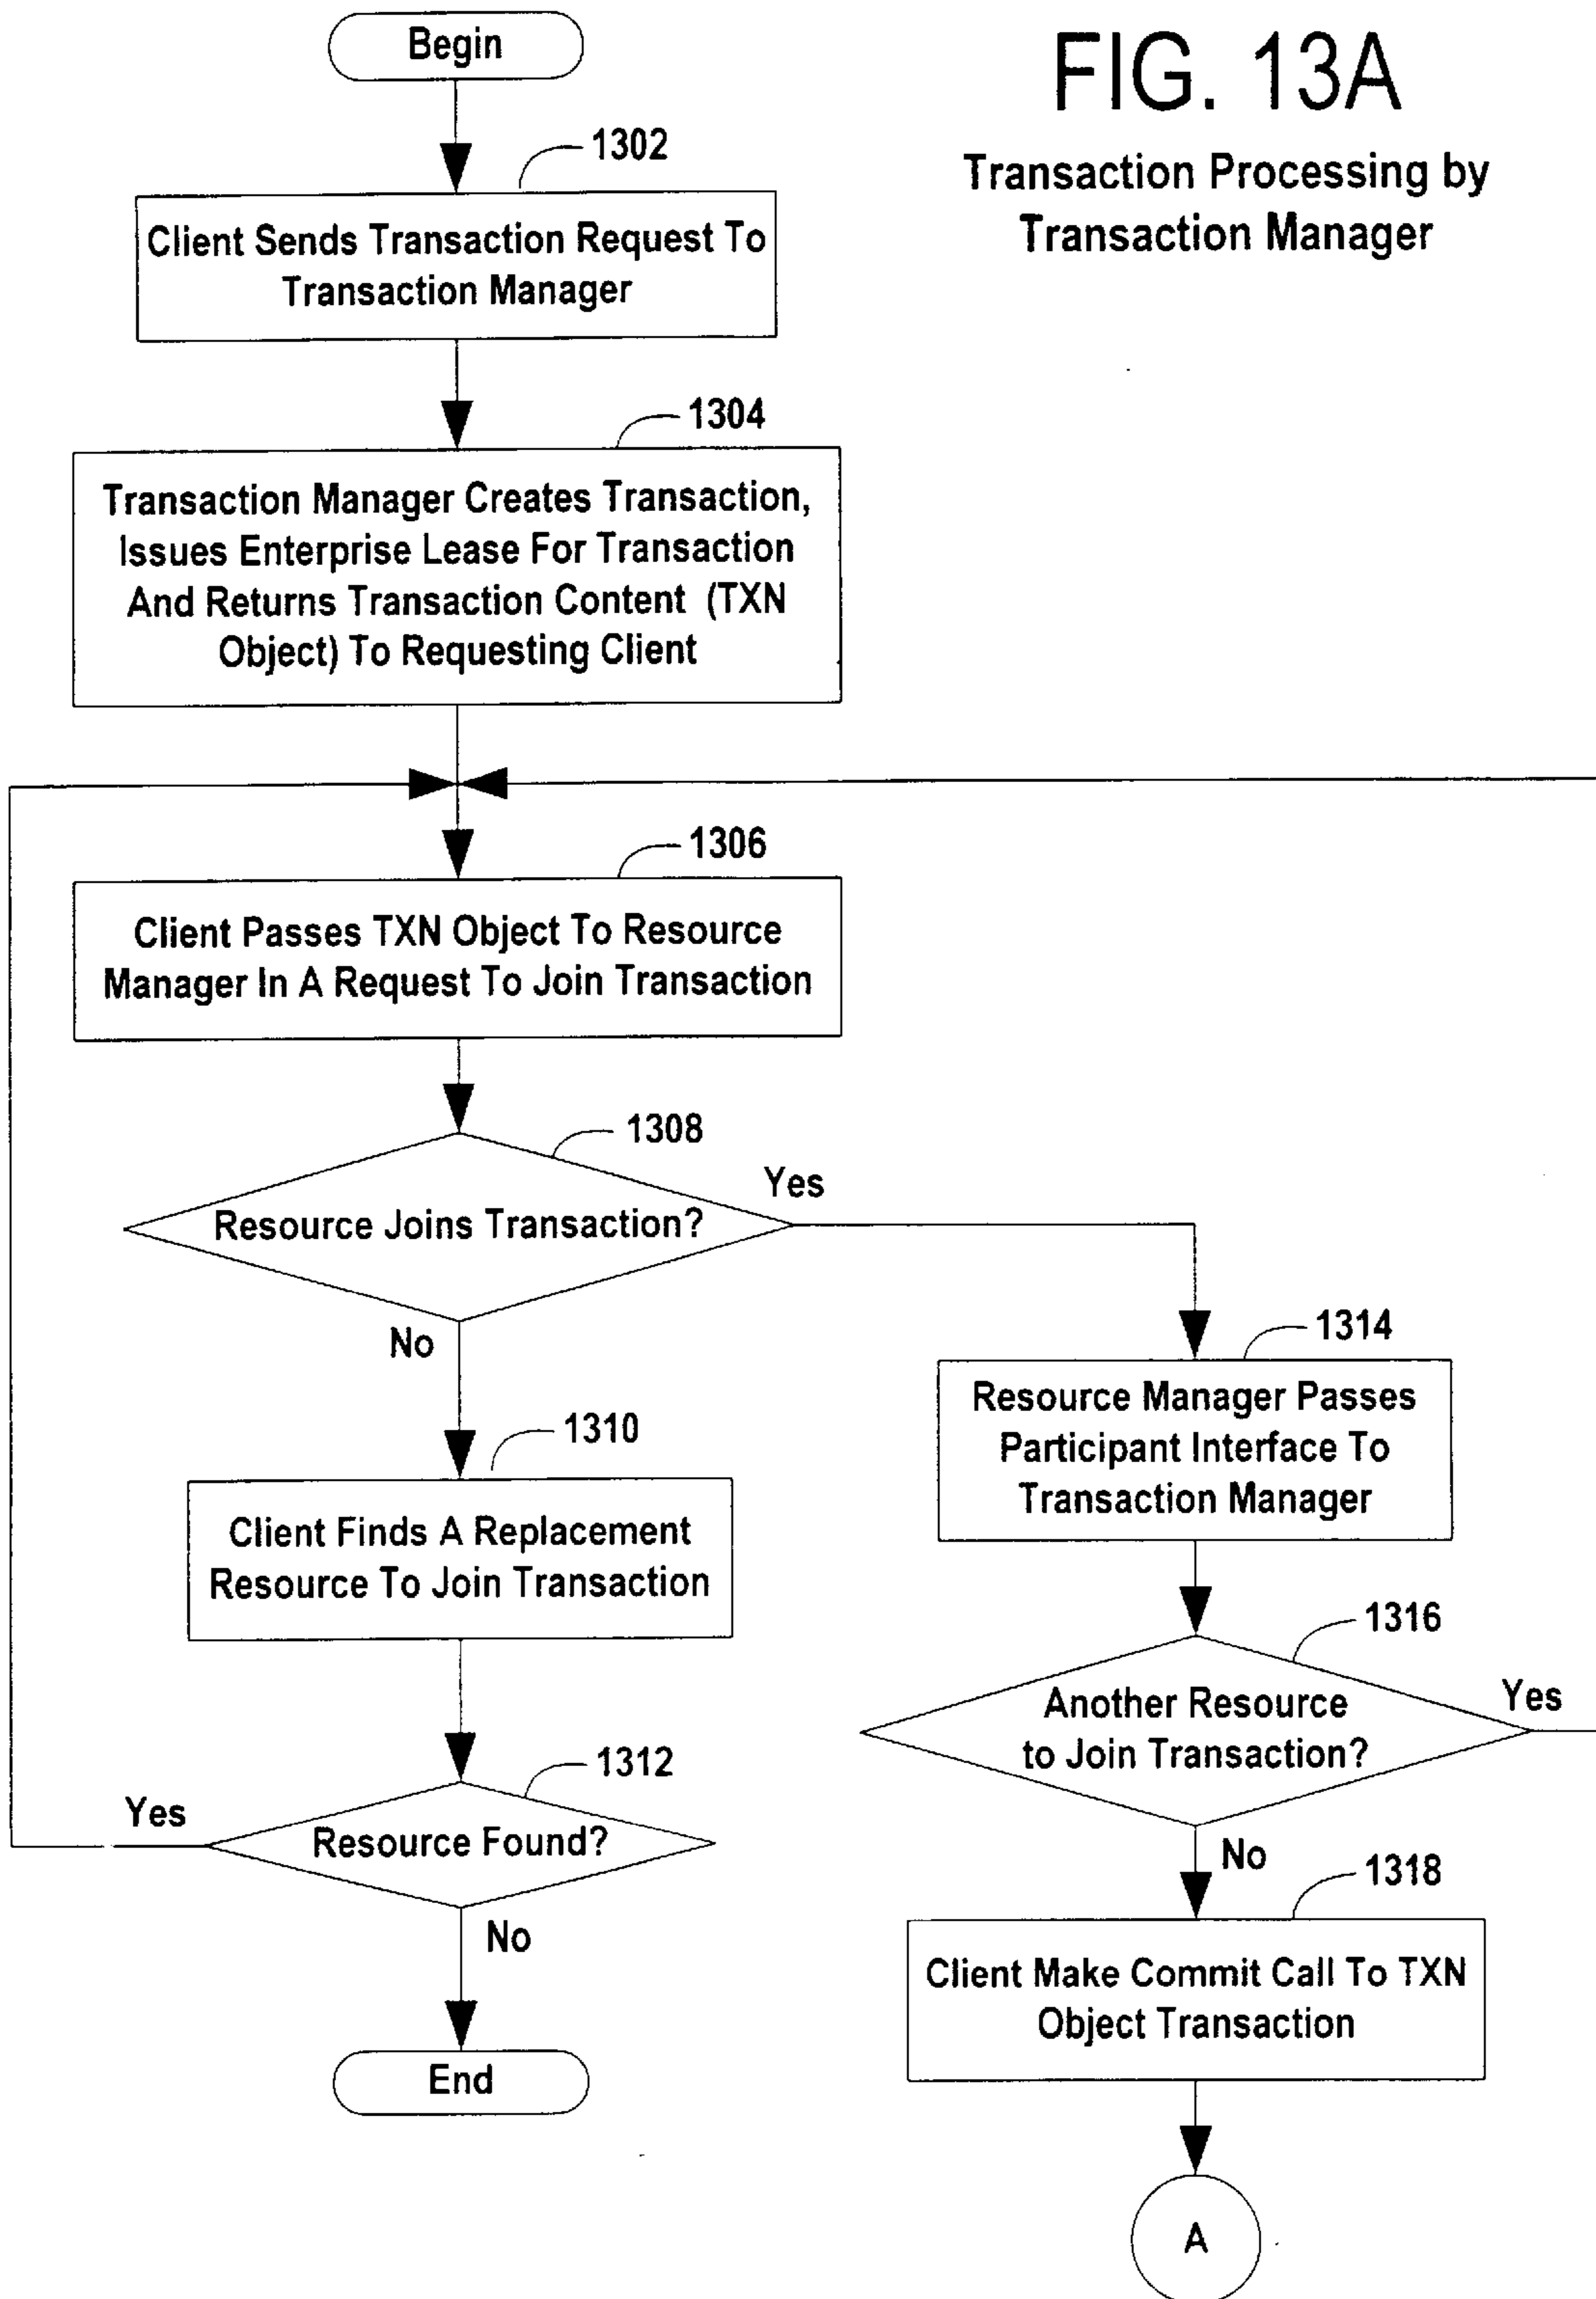 Begin
FIG. 13A
Transaction Processing by
Transaction Manager
1302
Client Sends Transaction Request To
Transaction Manager
1304
Transaction Manager Creates Transaction,
Issues Enterprise Lease For Transaction
And Returns Transaction Content (TXN
Object) To Requesting Client
1306
Client Passes TXN Object To Resource
Manager In A Request To Join Transaction
1308
Resource Joins Transaction?
Yes
No
1310
Client Finds A Replacement
Resource To Join Transaction
1312
Resource Found?
Yes
No
End
1314
Resource Manager Passes
Participant Interface To
Transaction Manager
1316
Another Resource
to Join Transaction?
Yes
No
1318
Client Make Commit Call To TXN
Object Transaction
A